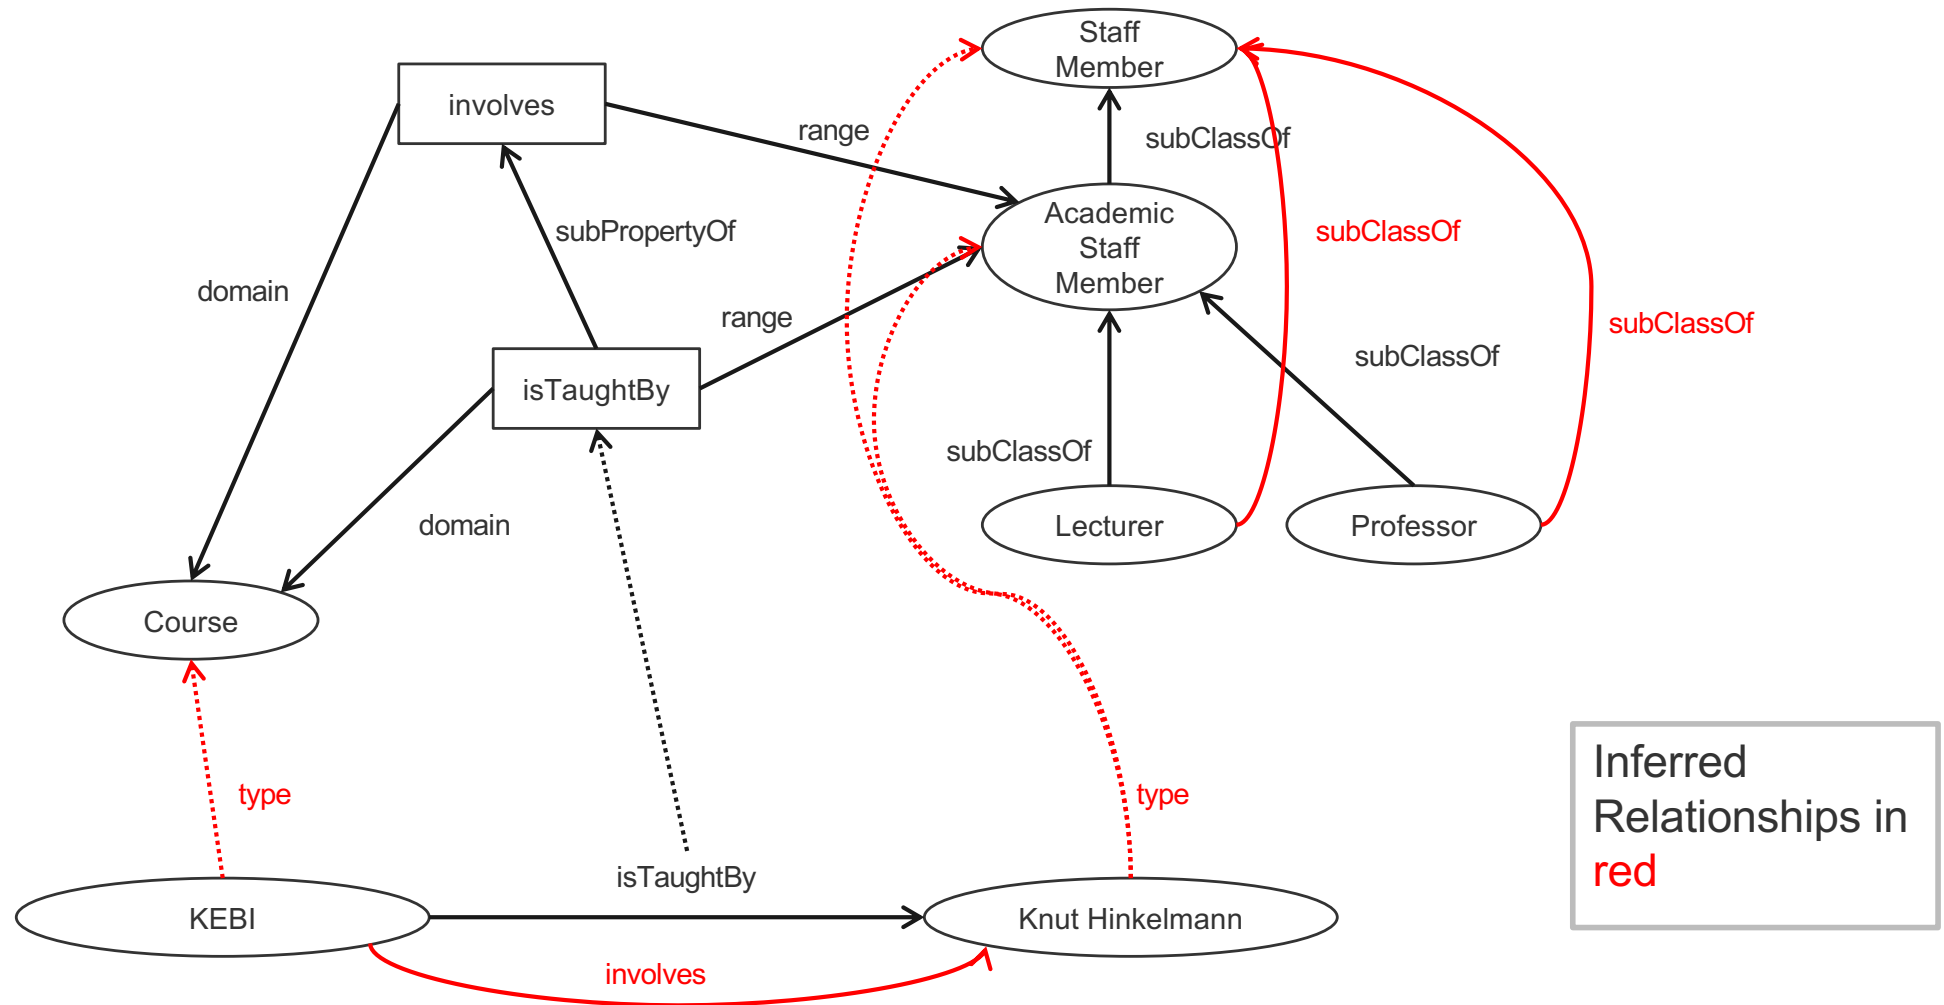 Staff
Member
involves
range
subClassOf
Academic
Staff
Member
subPropertyOf
subClassOf
domain
range
subClassOf
subClassOf
isTaughtBy
subClassOf
domain
Lecturer
Professor
Course
type
type
Inferred
Relationships in
red
isTaughtBy
KEBI
Knut Hinkelmann
involves